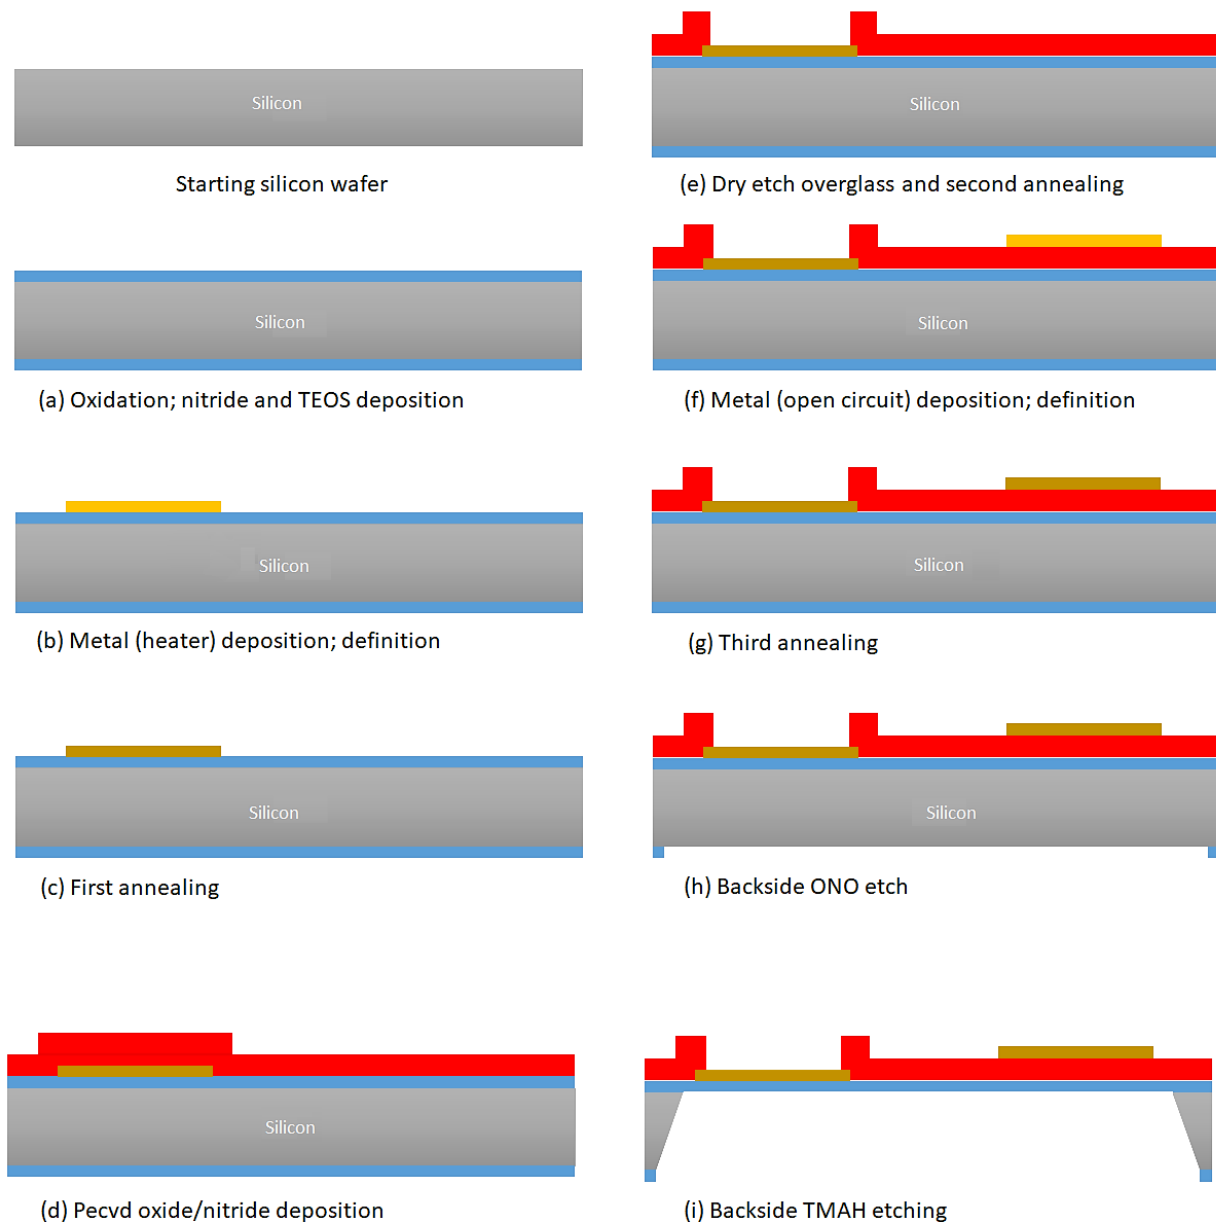 Silicon
Starting silicon wafer
Silicon
(a) Oxidation; nitride and TEOS deposition
Silicon
(b) Metal (heater) deposition; definition
Silicon
(c) First annealing
Silicon
(d) Pecvd oxide/nitride deposition
Silicon
(e) Dry etch overglass and second annealing
Silicon
(f) Metal (open circuit) deposition; definition
Silicon
(g) Third annealing
Silicon
(h) Backside ONO etch
(i) Backside TMAH etching